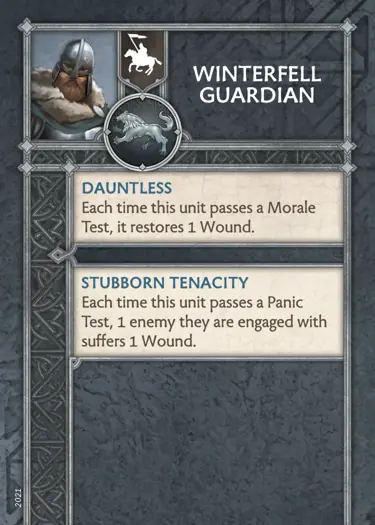 WINTERFELL
GUARDIAN
DAUNTLESS
Each time this unit passes a Morale
Test, it restores 1 Wound.
STUBBORN TENACITY
Each time this unit passes a Panic
Test, 1 enemy they are engaged with
suffers 1 Wound.
2021